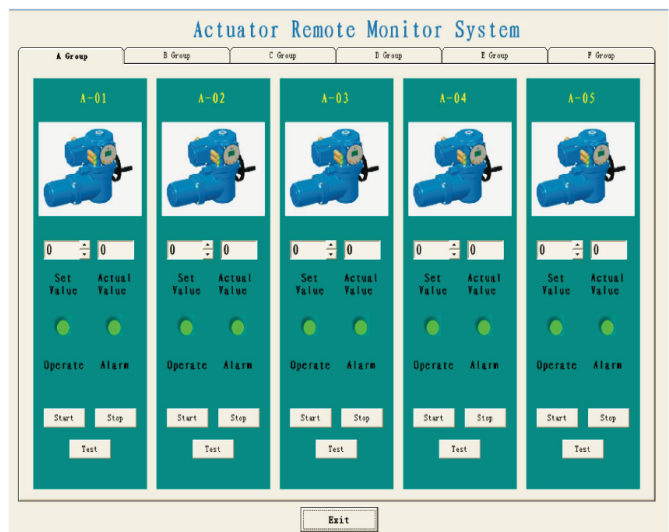 Actuator Remote Monitor System
A Group B Group C Group D Group E Group F Group
A-01 A-02 A-03 A-04 A-05
0 0 0 0 0 0 0 0 0 0
Set Actual Set Actual Set Actual Set Actual Set Actual
Value Value Value Value Value Value Value Value Value Value
Operate Alarm Operate Alarm Operate Alarm Operate Alarm Operate Alarm
Start Stop Start Stop Start Stop Start Stop Start Stop
Test Test Test Test Test
Exit